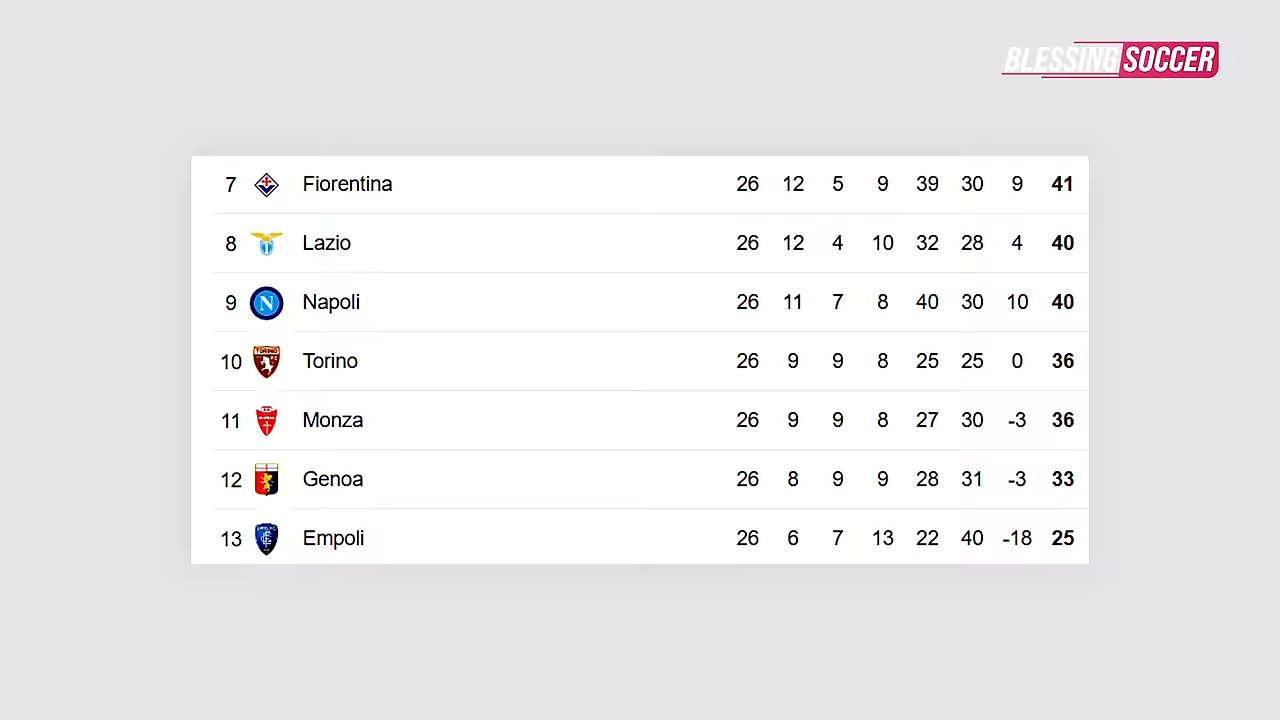 BLESSING SOCCER
7 Fiorentina 26 12 5 9 39 30 9 41
8 Lazio 26 12 4 10 32 28 4 40
9 N Napoli 26 11 7 8 40 30 10 40
10 TORINO Torino 26 9 9 8 25 25 0 36
11 Monza 26 9 9 8 27 30 -3 36
12 Genoa 26 8 9 9 28 31 -3 33
13 Empoli 26 6 7 13 22 40 -18 25